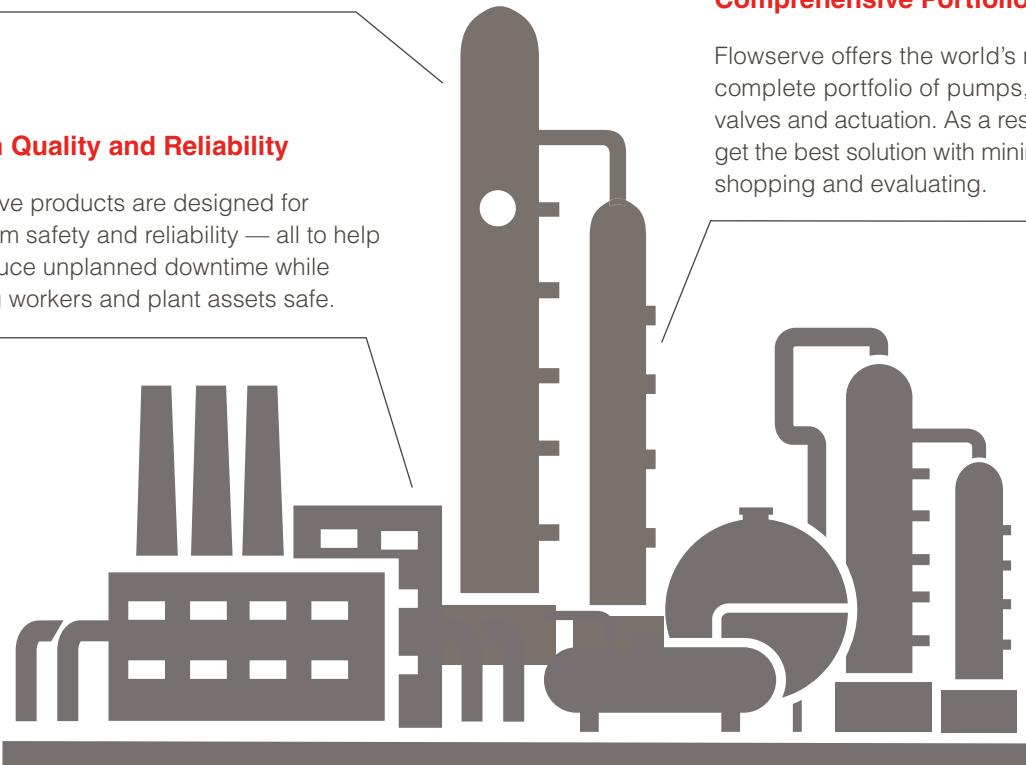 Quality and Reliability
ve products are designed for
m safety and reliability — all to help
uce unplanned downtime while
workers and plant assets safe.
Comprehensive Portfolio
Flowserve offers the world's
complete portfolio of pumps,
valves and actuation. As a res
get the best solution with mini
shopping and evaluating.